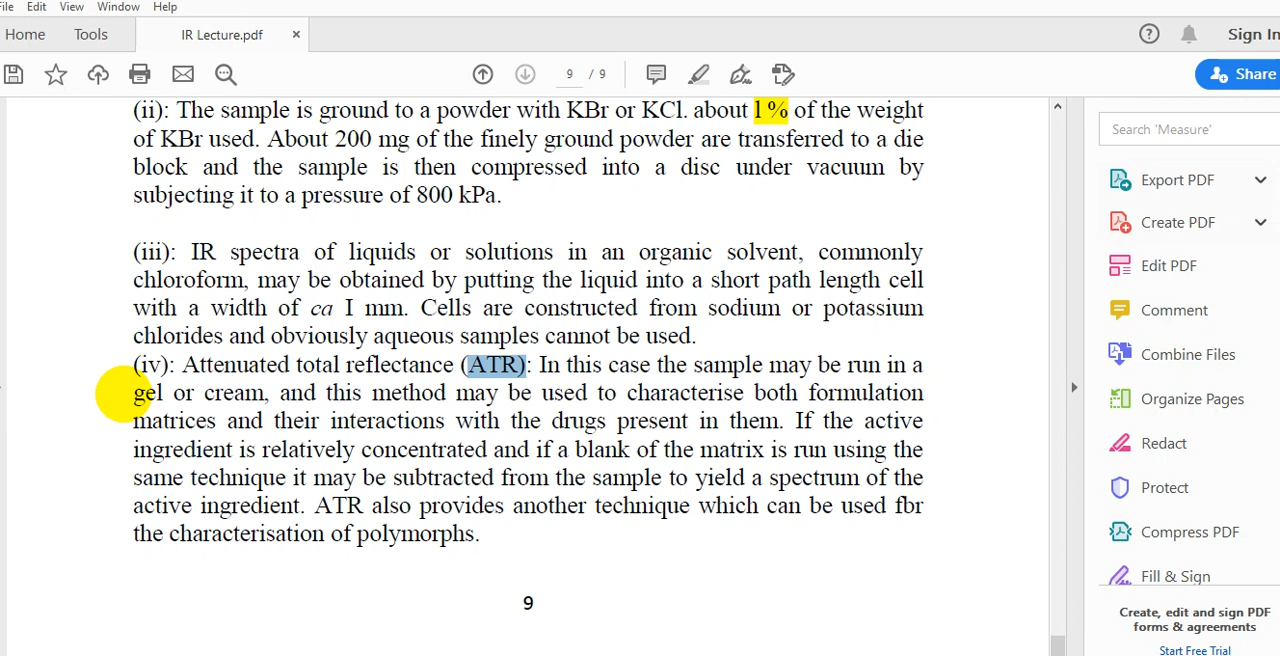 File Edit View Window Help
Home Tools IR Lecture.pdf × Sign In
9 / 9 Share
(ii): The sample is ground to a powder with KBr or KCl. about 1 % of the weight
of KBr used. About 200 mg of the finely ground powder are transferred to a die
block and the sample is then compressed into a disc under vacuum by
subjecting it to a pressure of 800 kPa.
(iii): IR spectra of liquids or solutions in an organic solvent, commonly
chloroform, may be obtained by putting the liquid into a short path length cell
with a width of ca I mm. Cells are constructed from sodium or potassium
chlorides and obviously aqueous samples cannot be used.
(iv): Attenuated total reflectance (ATR): In this case the sample may be run in a
gel or cream, and this method may be used to characterise both formulation
matrices and their interactions with the drugs present in them. If the active
ingredient is relatively concentrated and if a blank of the matrix is run using the
same technique it may be subtracted from the sample to yield a spectrum of the
active ingredient. ATR also provides another technique which can be used fbr
the characterisation of polymorphs.
9
Search 'Measure'
Export PDF
Create PDF
Edit PDF
Comment
Combine Files
Organize Pages
Redact
Protect
Compress PDF
Fill & Sign
Create, edit and sign PDF
forms & agreements
Start Free Trial